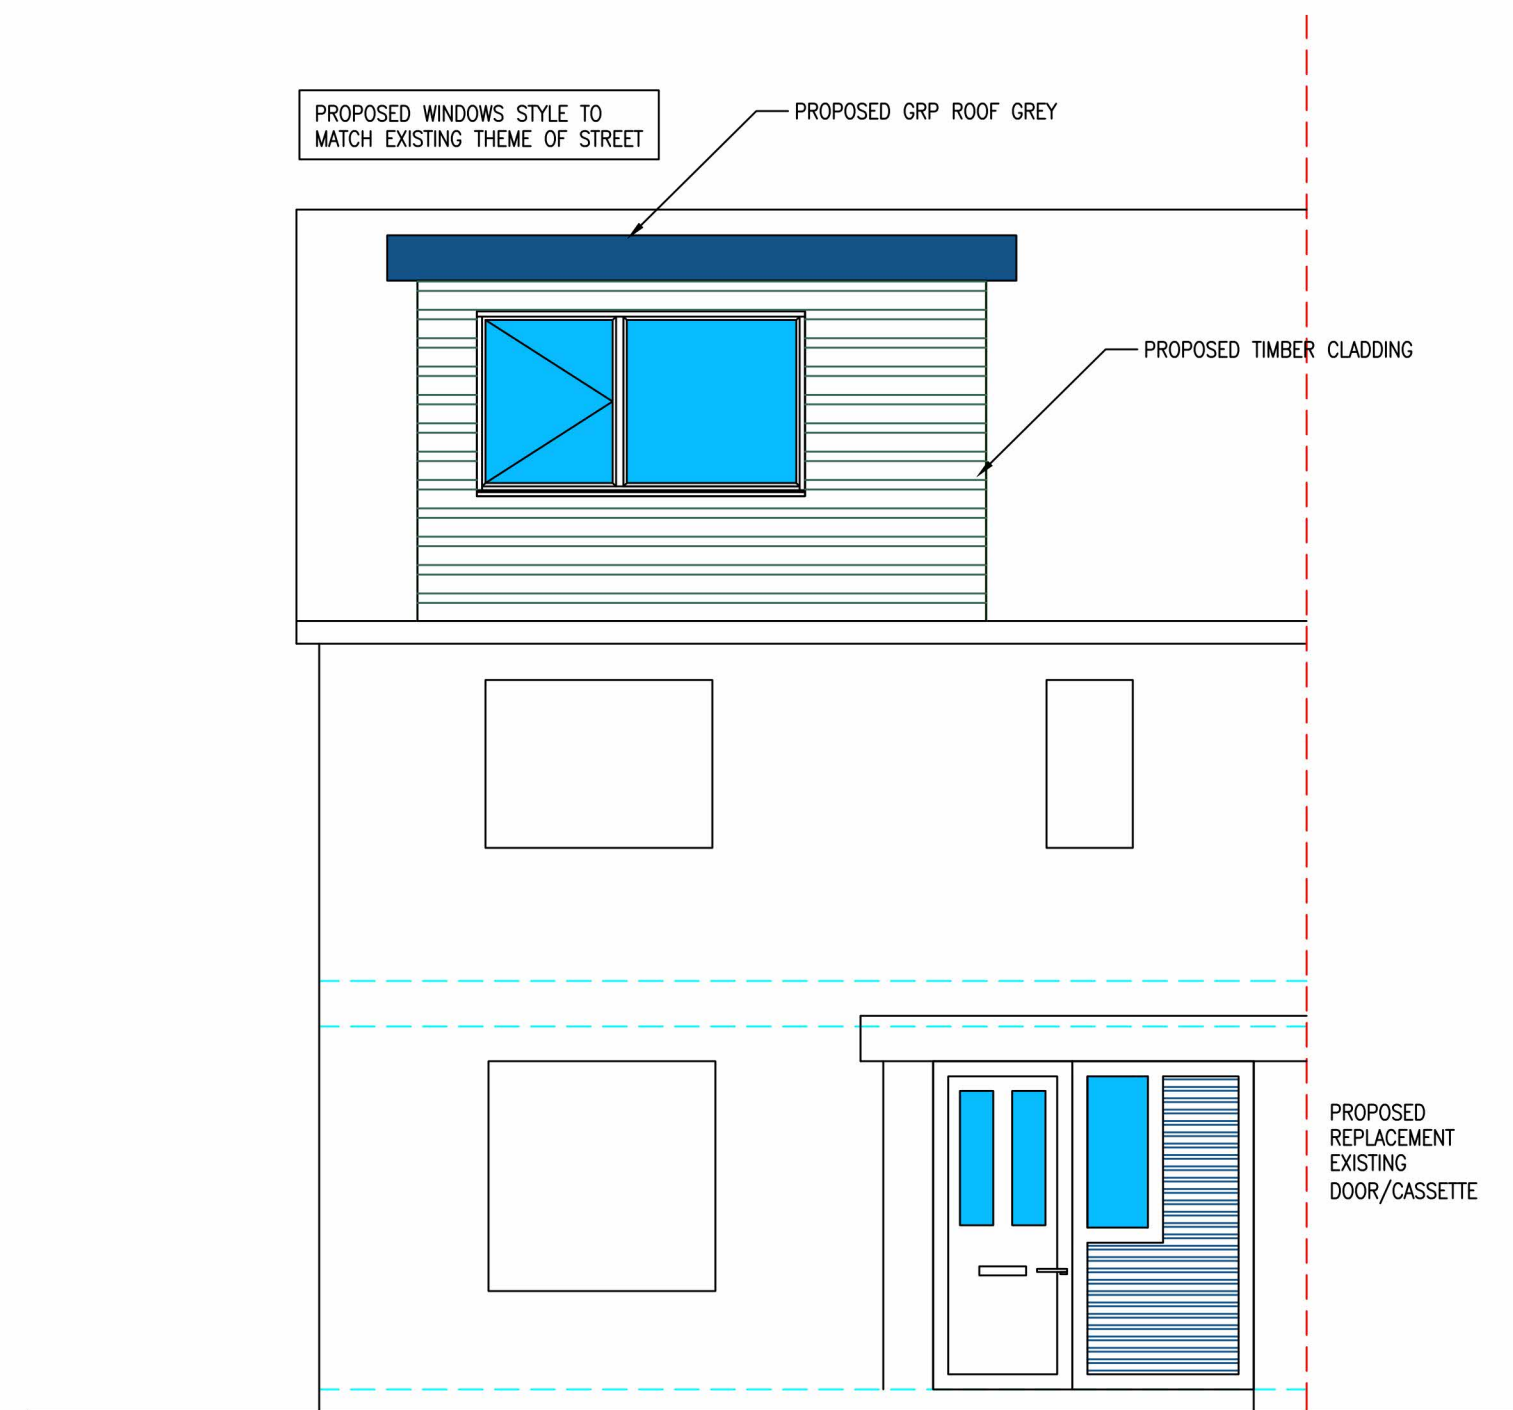 PROPOSED WINDOWS STYLE TO
MATCH EXISTING THEME OF STREET
PROPOSED GRP ROOF GREY
PROPOSED TIMBER CLADDING
PROPOSED
REPLACEMENT
EXISTING
DOOR/CASSETTE